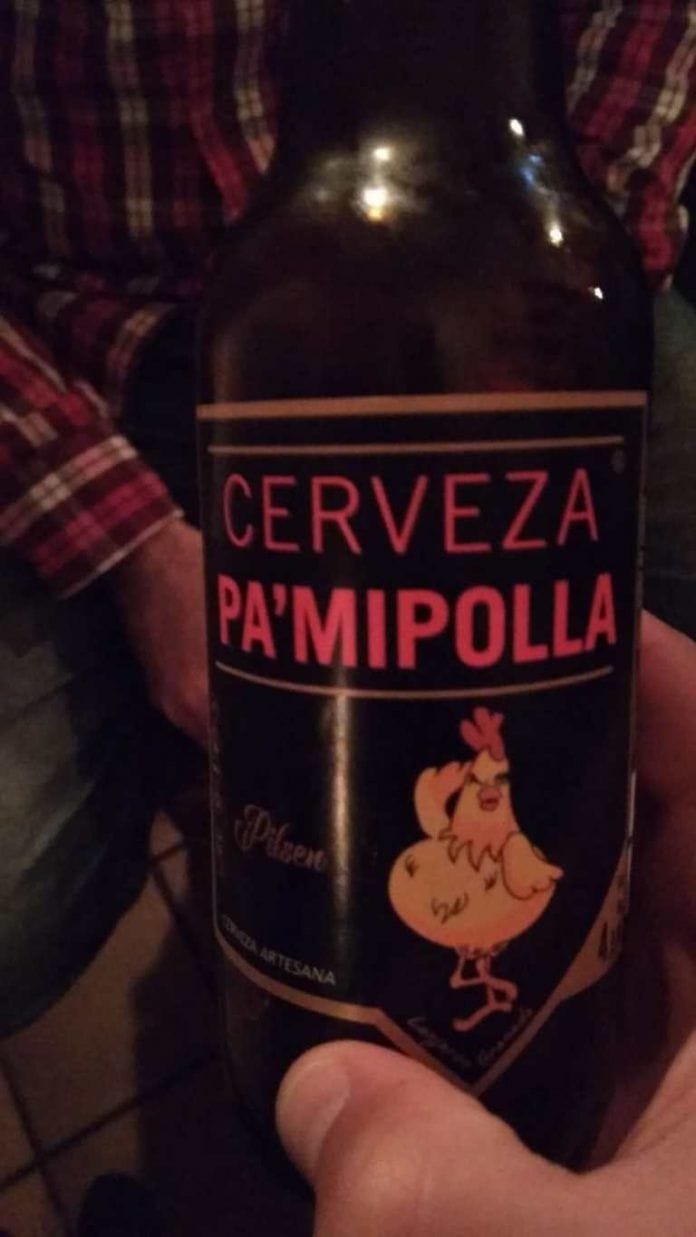 CERVEZA
PA'MIPOLLA
Pilsen
CERVEZA ARTESANA